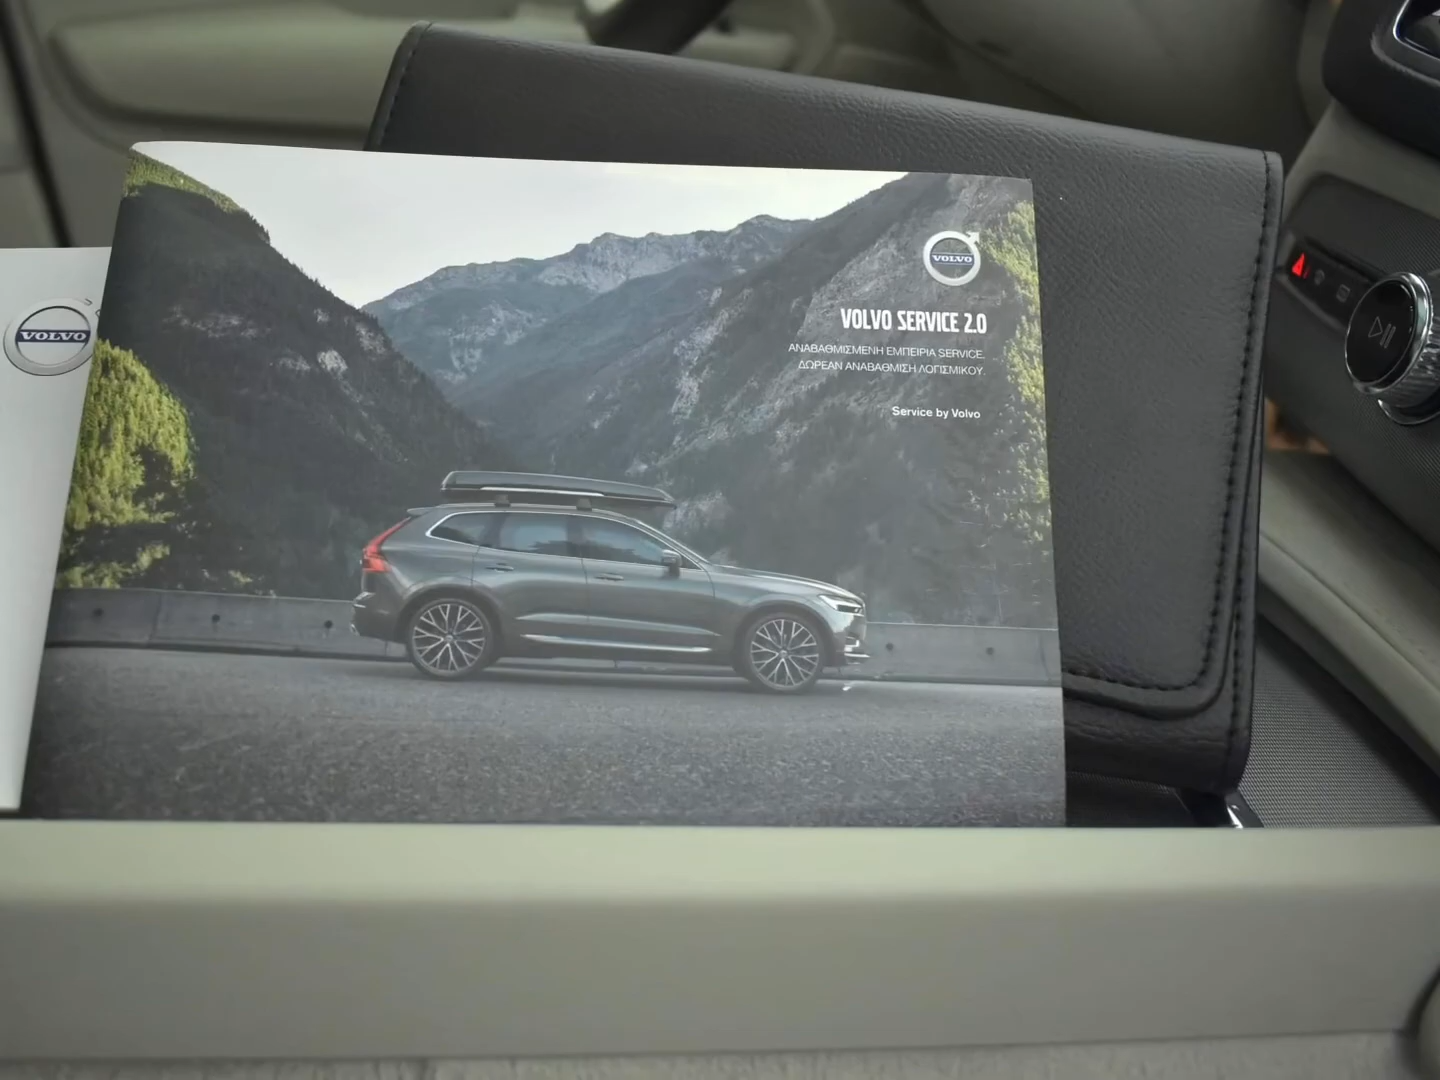 VOLVO
VOLVO
VOLVO SERVICE 2.0
ΑΝΑΒΑΘΜΙΣΜΕΝΗ ΕΜΠΕΙΡΙΑ SERVICE.
ΔΩΡΕΑΝ ΑΝΑΒΑΘΜΙΣΗ ΛΟΓΙΣΜΙΚΟΥ.
Service by Volvo